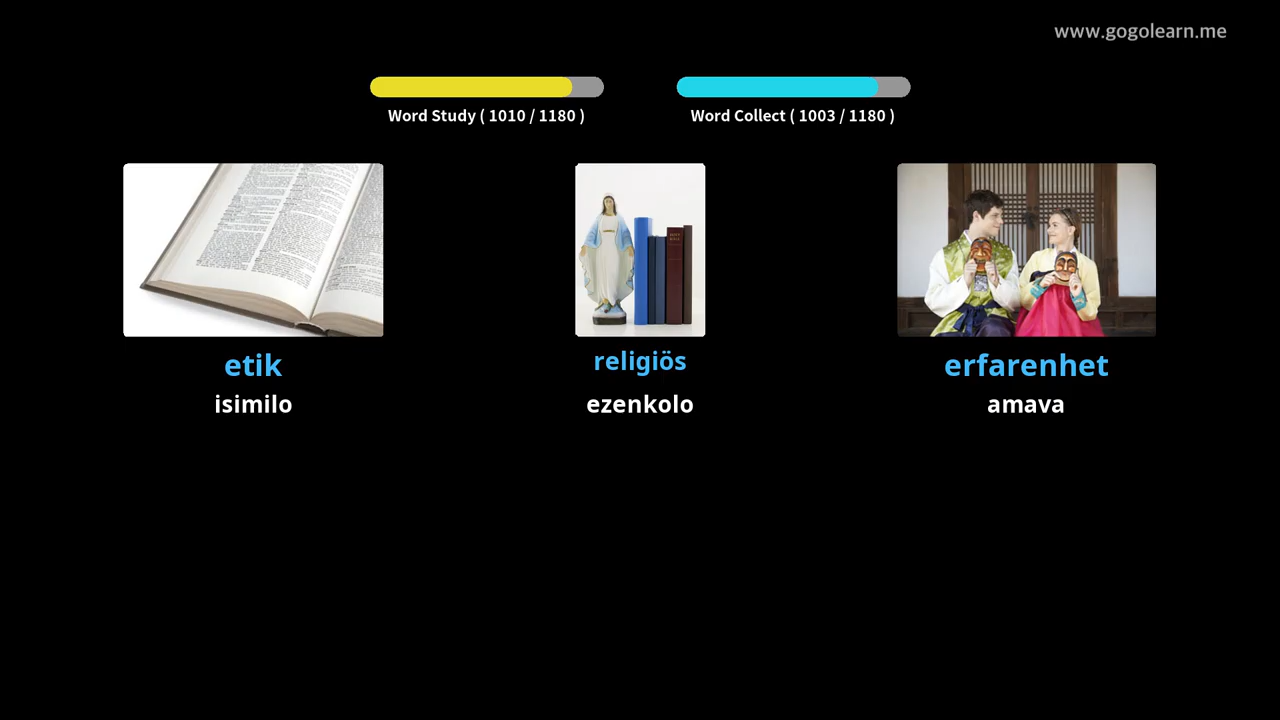 www.gogolearn.me
Word Study ( 1010 / 1180 )
Word Collect ( 1003 / 1180 )
etik
religiös
erfarenhet
isimilo
ezenkolo
amava